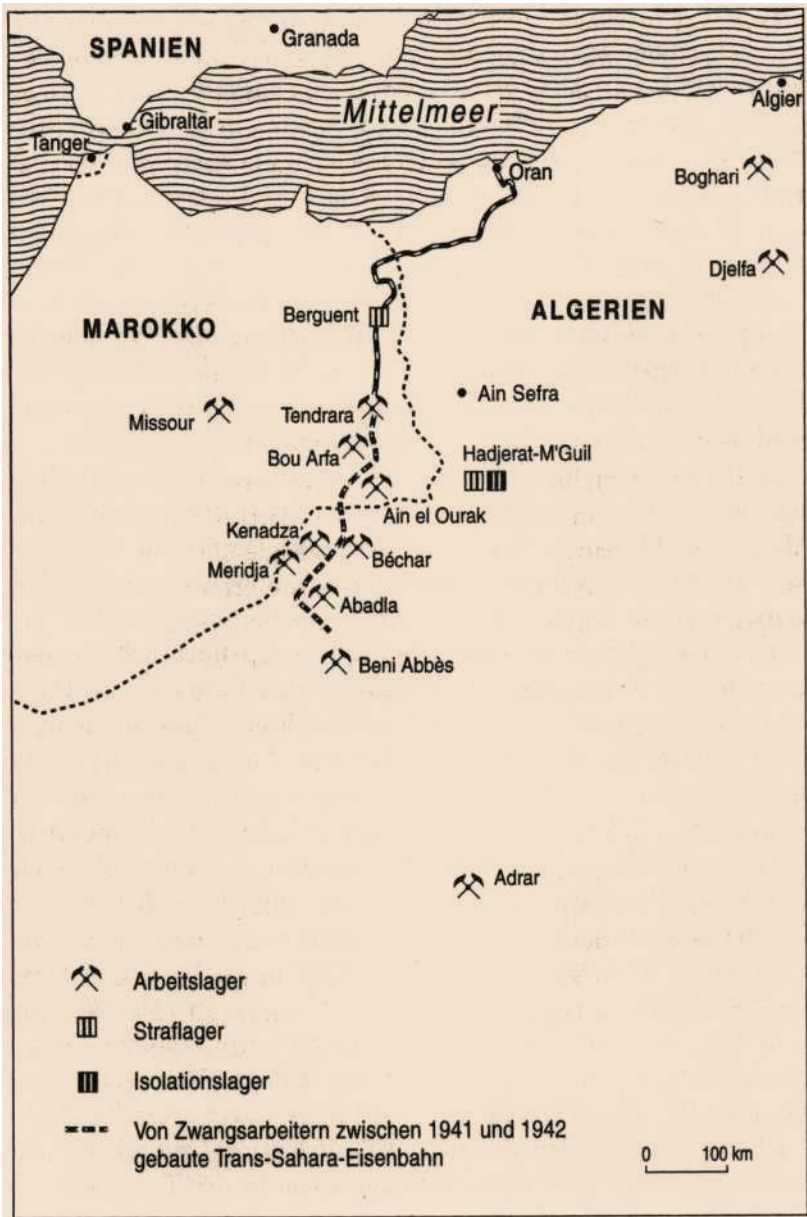 SPANIEN
Granada
Mittelmeer
Algier
Gibraltar
Tanger
Oran
Boghari
Djelfa
Berguent
ALGERIEN
MAROKKO
Ain Sefra
Missour
Tendrara
Bou Arfa
Hadjerat-M'Guil
Ain el Ourak
Kenadza
Béchar
Meridja
Abadla
Beni Abbès
Adrar
Arbeitslager
Straflager
Isolationslager
Von Zwangsarbeitern zwischen 1941 und 1942
gebaute Trans-Sahara-Eisenbahn
0 100 km